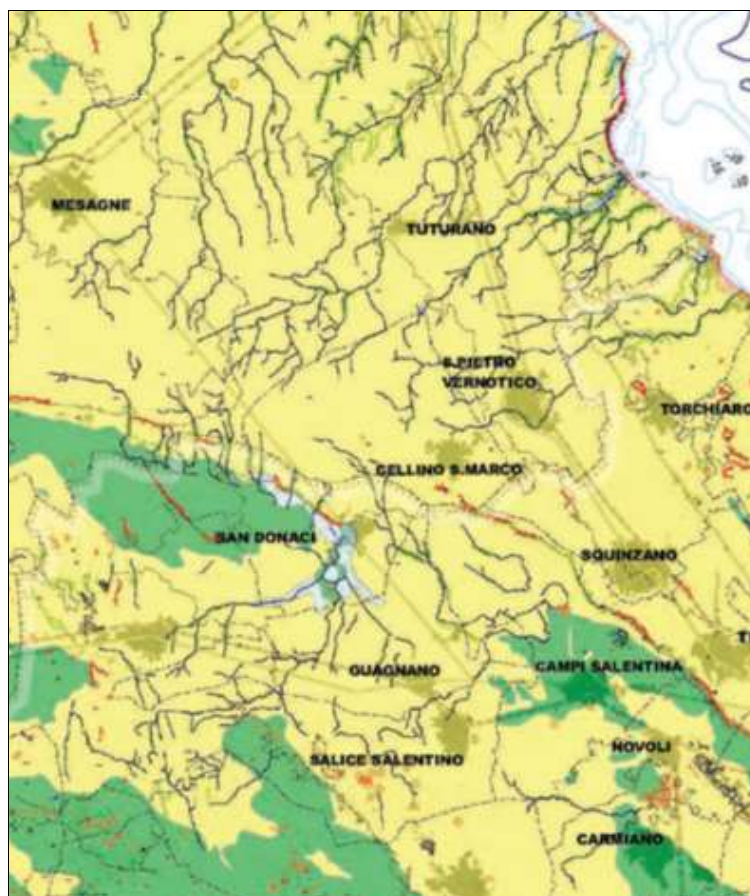 MESAGNE
TUTURANO
S.PIETRO
VERNOTICO
TORCHIARO
CELLINO S.MARCO
SAN DONACI
SQUINZANO
GUAGNANO
CAMPI SALENTINA
SALICE SALENTINO
NOVOLI
CARMIANO